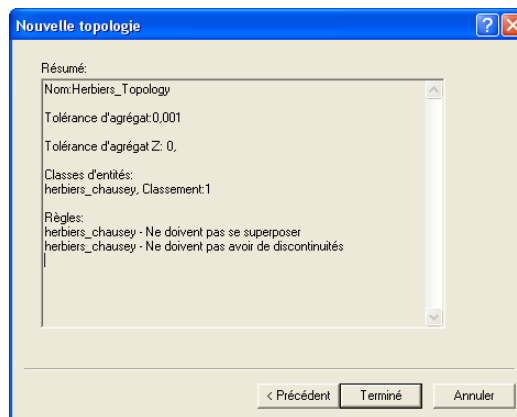 Nouvelle topologie
Résumé:
Nom:Herbiers_Topology
Tolérance d'agrégat:0,001
Tolérance d'agrégat Z: 0,
Classes d'entités:
herbiers_chausey, Classement:1
Règles:
herbiers_chausey - Ne doivent pas se superposer
herbiers_chausey - Ne doivent pas avoir de discontinuités
< Précédent
Terminé
Annuler